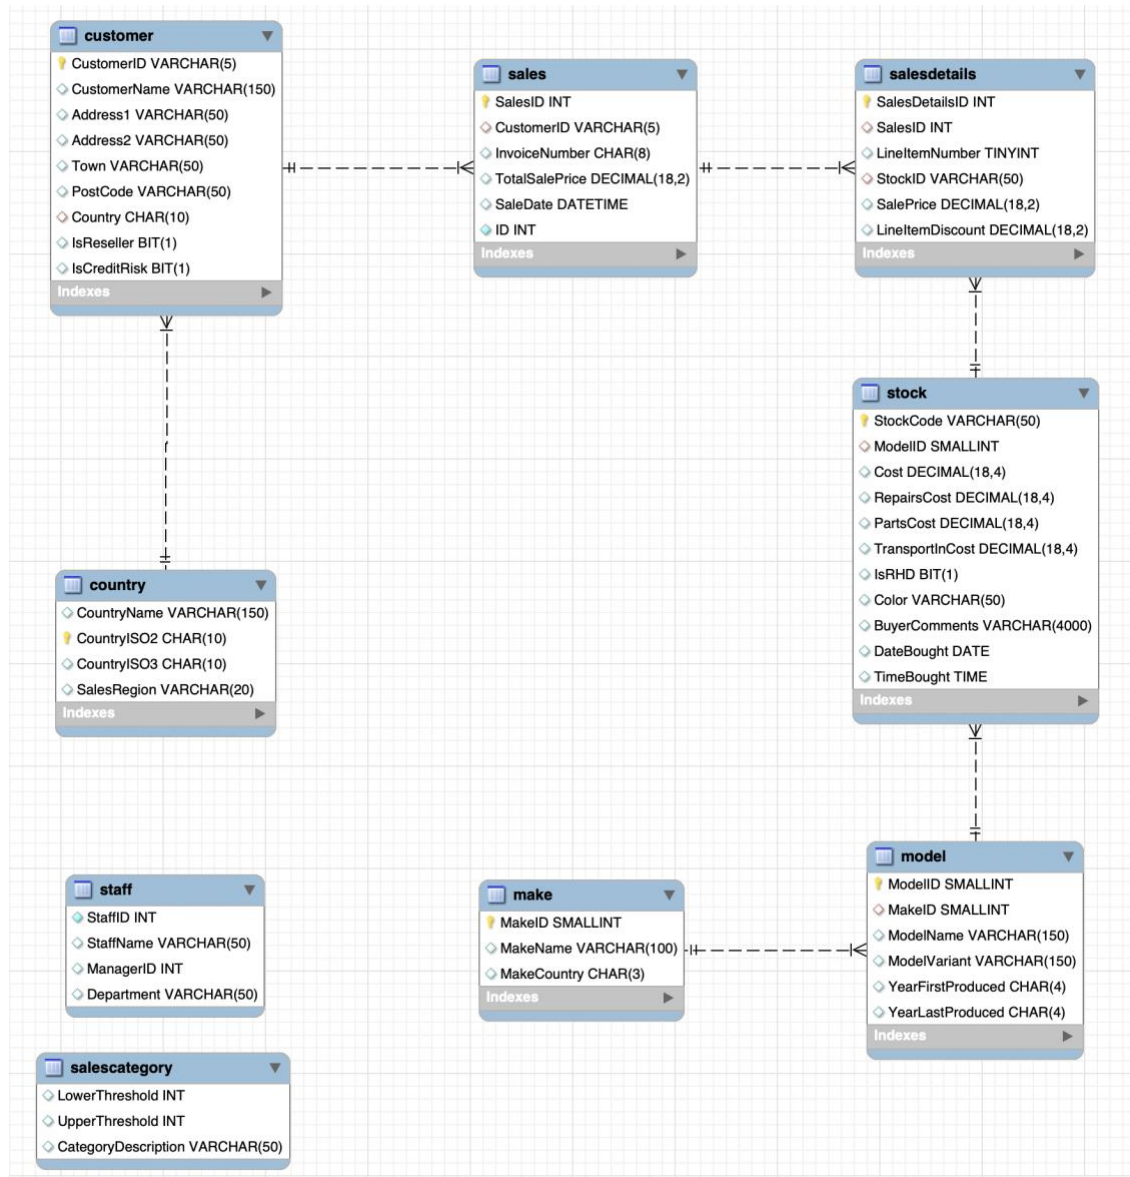 customer
CustomerID VARCHAR(5)
CustomerName VARCHAR(150)
Address1 VARCHAR(50)
Address2 VARCHAR(50)
Town VARCHAR(50)
PostCode VARCHAR(50)
Country CHAR(10)
IsReseller BIT(1)
IsCreditRisk BIT(1)
Indexes
sales
SalesID INT
CustomerID VARCHAR(5)
InvoiceNumber CHAR(8)
TotalSalePrice DECIMAL(18,2)
SaleDate DATETIME
ID INT
Indexes
salesdetails
SalesDetailsID INT
SalesID INT
LineItemNumber TINYINT
StockID VARCHAR(50)
SalePrice DECIMAL(18,2)
LineItemDiscount DECIMAL(18,2)
Indexes
stock
StockCode VARCHAR(50)
ModelID SMALLINT
Cost DECIMAL(18,4)
RepairsCost DECIMAL(18,4)
PartsCost DECIMAL(18,4)
TransportInCost DECIMAL(18,4)
IsRHD BIT(1)
Color VARCHAR(50)
BuyerComments VARCHAR(4000)
DateBought DATE
TimeBought TIME
Indexes
country
CountryName VARCHAR(150)
CountryISO2 CHAR(10)
CountryISO3 CHAR(10)
SalesRegion VARCHAR(20)
Indexes
staff
StaffID INT
StaffName VARCHAR(50)
ManagerID INT
Department VARCHAR(50)
make
MakeID SMALLINT
MakeName VARCHAR(100)
MakeCountry CHAR(3)
Indexes
model
ModelID SMALLINT
MakeID SMALLINT
ModelName VARCHAR(150)
ModelVariant VARCHAR(150)
YearFirstProduced CHAR(4)
YearLastProduced CHAR(4)
Indexes
salescategory
LowerThreshold INT
UpperThreshold INT
CategoryDescription VARCHAR(50)